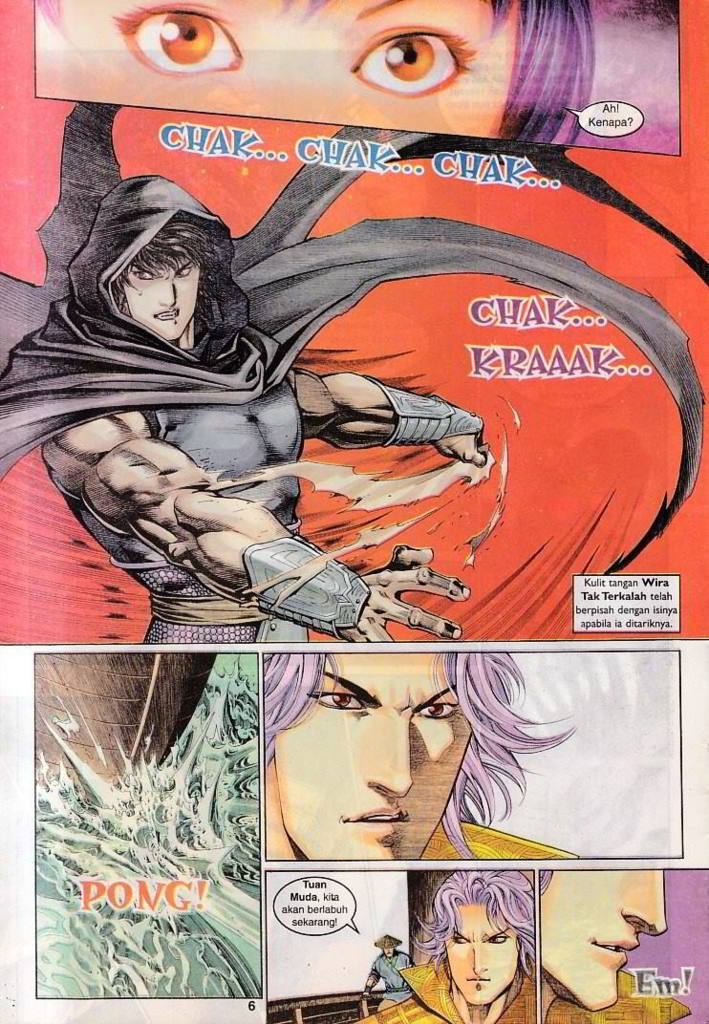 Ah!
Kenapa?
CHAK... CHAK... CHAK...
CHAK...
KRAAAK...
Kulit tangan Wira
Tak Terkalah telah
berpisah dengan isinya
apabila ia ditariknya.
PONG!
Tuan
Muda, kita
akan berlabuh
sekarang!
Em!
6